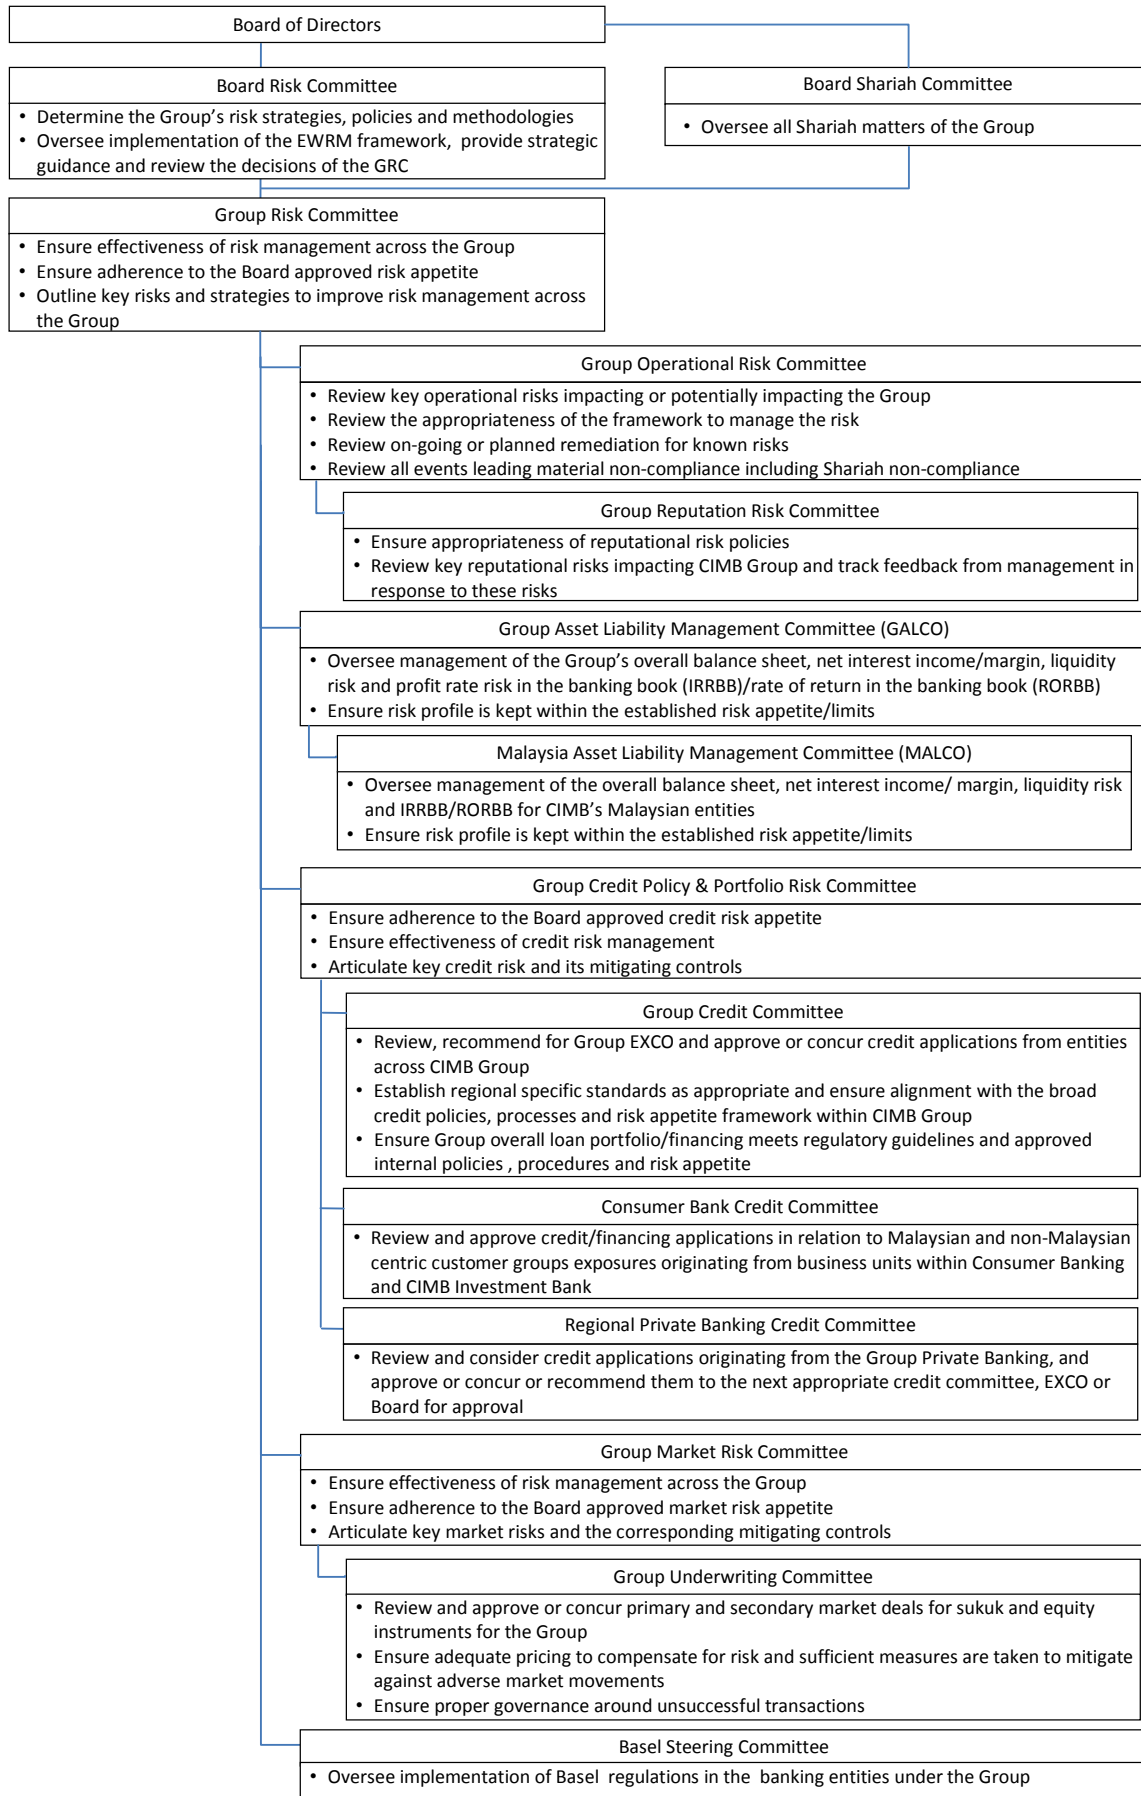 Board of Directors
Board Risk Committee
• Determine the Group’s risk strategies, policies and methodologies
• Oversee implementation of the EWRM framework, provide strategic
guidance and review the decisions of the GRC
Board Shariah Committee
• Oversee all Shariah matters of the Group
Group Risk Committee
• Ensure effectiveness of risk management across the Group
• Ensure adherence to the Board approved risk appetite
• Outline key risks and strategies to improve risk management across
the Group
Group Operational Risk Committee
• Review key operational risks impacting or potentially impacting the Group
• Review the appropriateness of the framework to manage the risk
• Review on-going or planned remediation for known risks
• Review all events leading material non-compliance including Shariah non-compliance
Group Reputation Risk Committee
• Ensure appropriateness of reputational risk policies
• Review key reputational risks impacting CIMB Group and track feedback from management in
response to these risks
Group Asset Liability Management Committee (GALCO)
• Oversee management of the Group’s overall balance sheet, net interest income/margin, liquidity
risk and profit rate risk in the banking book (IRRBB)/rate of return in the banking book (RORBB)
• Ensure risk profile is kept within the established risk appetite/limits
Malaysia Asset Liability Management Committee (MALCO)
• Oversee management of the overall balance sheet, net interest income/ margin, liquidity risk
and IRRBB/RORBB for CIMB’s Malaysian entities
• Ensure risk profile is kept within the established risk appetite/limits
Group Credit Policy & Portfolio Risk Committee
• Ensure adherence to the Board approved credit risk appetite
• Ensure effectiveness of credit risk management
• Articulate key credit risk and its mitigating controls
Group Credit Committee
• Review, recommend for Group EXCO and approve or concur credit applications from entities
across CIMB Group
• Establish regional specific standards as appropriate and ensure alignment with the broad
credit policies, processes and risk appetite framework within CIMB Group
• Ensure Group overall loan portfolio/financing meets regulatory guidelines and approved
internal policies , procedures and risk appetite
Consumer Bank Credit Committee
• Review and approve credit/financing applications in relation to Malaysian and non-Malaysian
centric customer groups exposures originating from business units within Consumer Banking
and CIMB Investment Bank
Regional Private Banking Credit Committee
• Review and consider credit applications originating from the Group Private Banking, and
approve or concur or recommend them to the next appropriate credit committee, EXCO or
Board for approval
Group Market Risk Committee
• Ensure effectiveness of risk management across the Group
• Ensure adherence to the Board approved market risk appetite
• Articulate key market risks and the corresponding mitigating controls
Group Underwriting Committee
• Review and approve or concur primary and secondary market deals for sukuk and equity
instruments for the Group
• Ensure adequate pricing to compensate for risk and sufficient measures are taken to mitigate
against adverse market movements
• Ensure proper governance around unsuccessful transactions
Basel Steering Committee
• Oversee implementation of Basel regulations in the banking entities under the Group